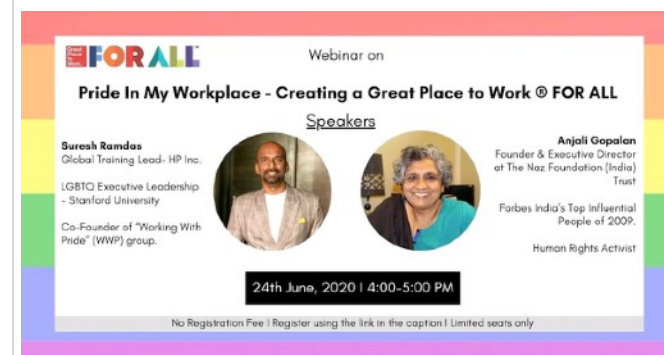 Great
Place
To
Work.
FOR ALL™
Webinar on
Pride In My Workplace - Creating a Great Place to Work ® FOR ALL
Speakers
Suresh Ramdas
Global Training Lead- HP Inc.
LGBTQ Executive Leadership
- Stanford University
Co-Founder of "Working With
Pride" (WWP) group.
Anjali Gopalan
Founder & Executive Director
at The Naz Foundation (India)
Trust
Forbes India's Top Influential
People of 2009.
Human Rights Activist
24th June, 2020 | 4:00-5:00 PM
No Registration Fee | Register using the link in the caption | Limited seats only